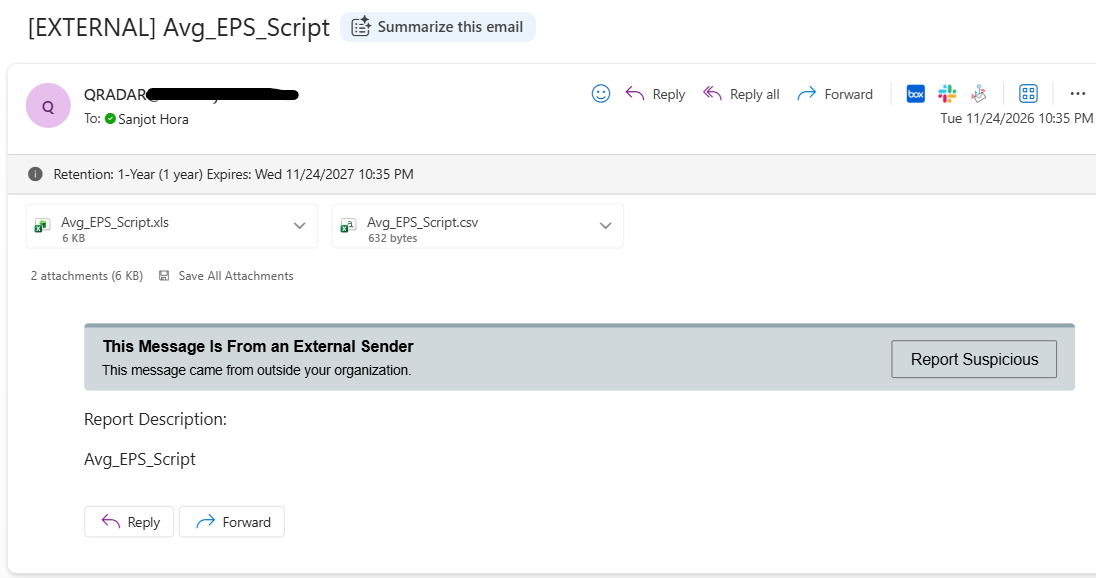 [EXTERNAL] Avg_EPS_Script Summarize this email
Q
QRADAR
To: Sanjot Hora
Reply Reply all Forward box
Tue 11/24/2026 10:35 PM
Retention: 1-Year (1 year) Expires: Wed 11/24/2027 10:35 PM
Avg_EPS_Script.xls
6 KB
Avg_EPS_Script.csv
632 bytes
2 attachments (6 KB) Save All Attachments
This Message Is From an External Sender
This message came from outside your organization.
Report Suspicious
Report Description:
Avg_EPS_Script
Reply Forward